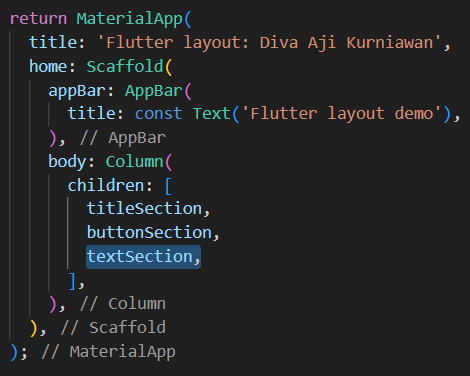 return MaterialApp(
  title: 'Flutter layout: Diva Aji Kurniawan',
  home: Scaffold(
    appBar: AppBar(
      title: const Text('Flutter layout demo'),
    ), // AppBar
    body: Column(
      children: [
        titleSection,
        buttonSection,
        textSection,
      ],
    ), // Column
  ), // Scaffold
); // MaterialApp